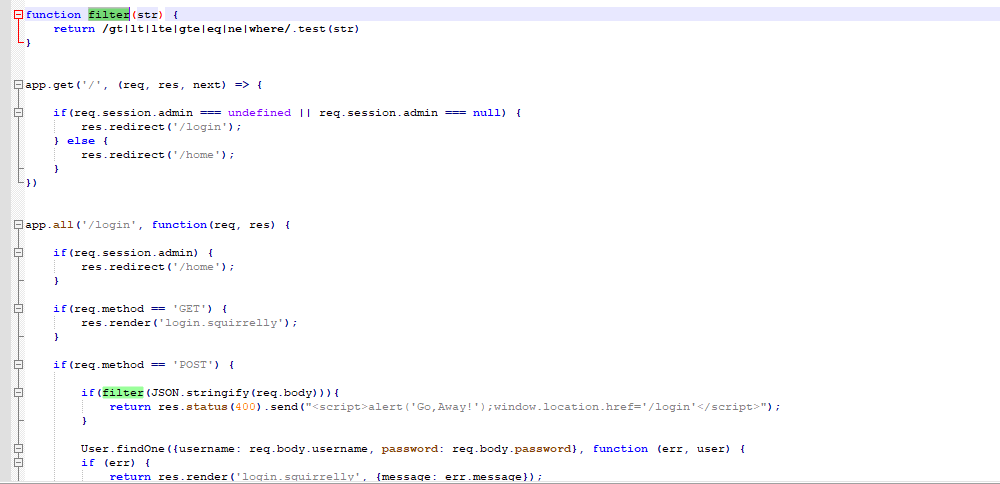 function filter(str) {
    return /gt|lt|lte|gte|eq|ne|where/.test(str)
}
app.get('/', (req, res, next) => {
    if(req.session.admin === undefined || req.session.admin === null) {
        res.redirect('/login');
    } else {
        res.redirect('/home');
    }
})
app.all('/login', function(req, res) {
    if(req.session.admin) {
        res.redirect('/home');
    }
    if(req.method == 'GET') {
        res.render('login.squirrelly');
    }
    if(req.method == 'POST') {
        if(filter(JSON.stringify(req.body))){
            return res.status(400).send("<script>alert('Go,Away!');window.location.href='/login'</script>");
        }
        User.findOne({username: req.body.username, password: req.body.password}, function (err, user) {
        if (err) {
            return res.render('login.squirrelly', {message: err.message});